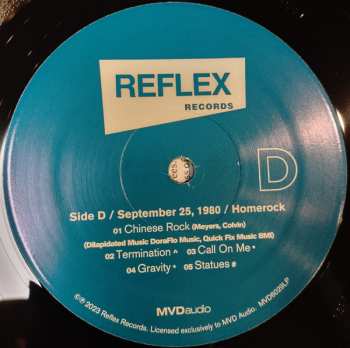 REFLEX
RECORDS
D
Side D / September 25, 1980 / Homerock
01 Chinese Rock (Meyers, Colvin)
(Dilapidated Music DoraFlo Music, Quick Fix Music BMI)
02 Termination ^ 03 Call On Me *
04 Gravity * 05 Statues #
MVDaudio
©℗ 2023 Reflex Records. Licensed exclusively to MVD Audio. MVD6039LP